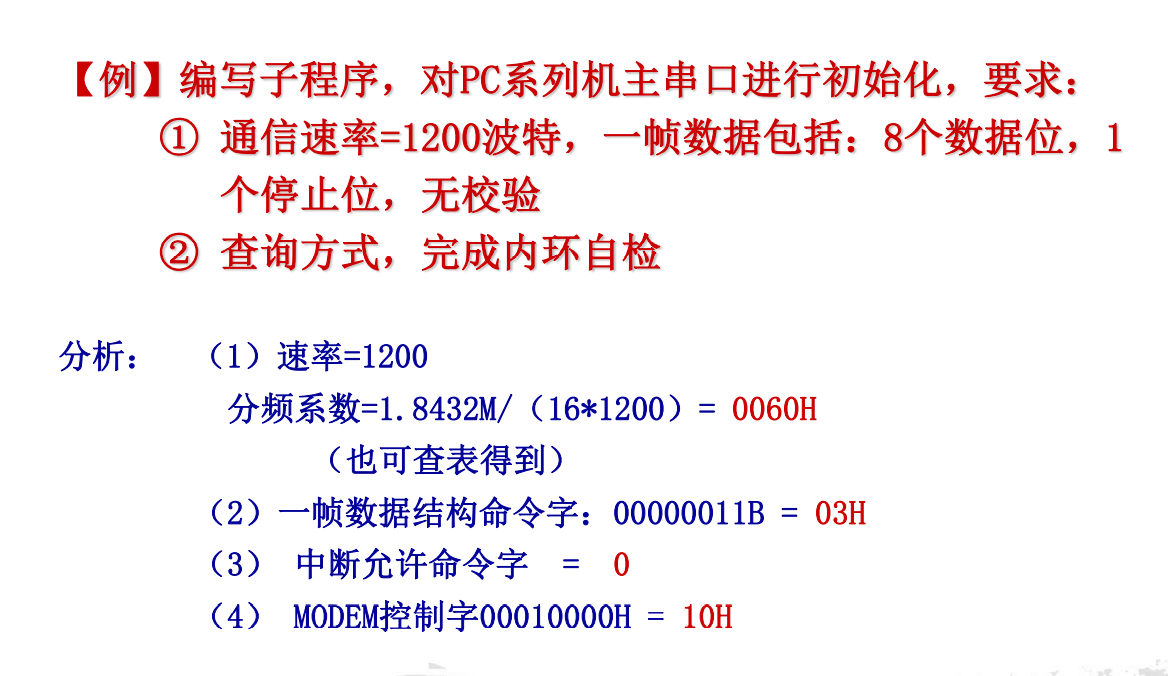 【例】编写子程序，对PC系列机主串口进行初始化，要求：
① 通信速率=1200波特，一帧数据包括：8个数据位，1
个停止位，无校验
② 查询方式，完成内环自检
分析： （1）速率=1200
分频系数=1.8432M/（16*1200）= 0060H
（也可查表得到）
（2）一帧数据结构命令字：00000011B = 03H
（3） 中断允许命令字 = 0
（4） MODEM控制字00010000H = 10H